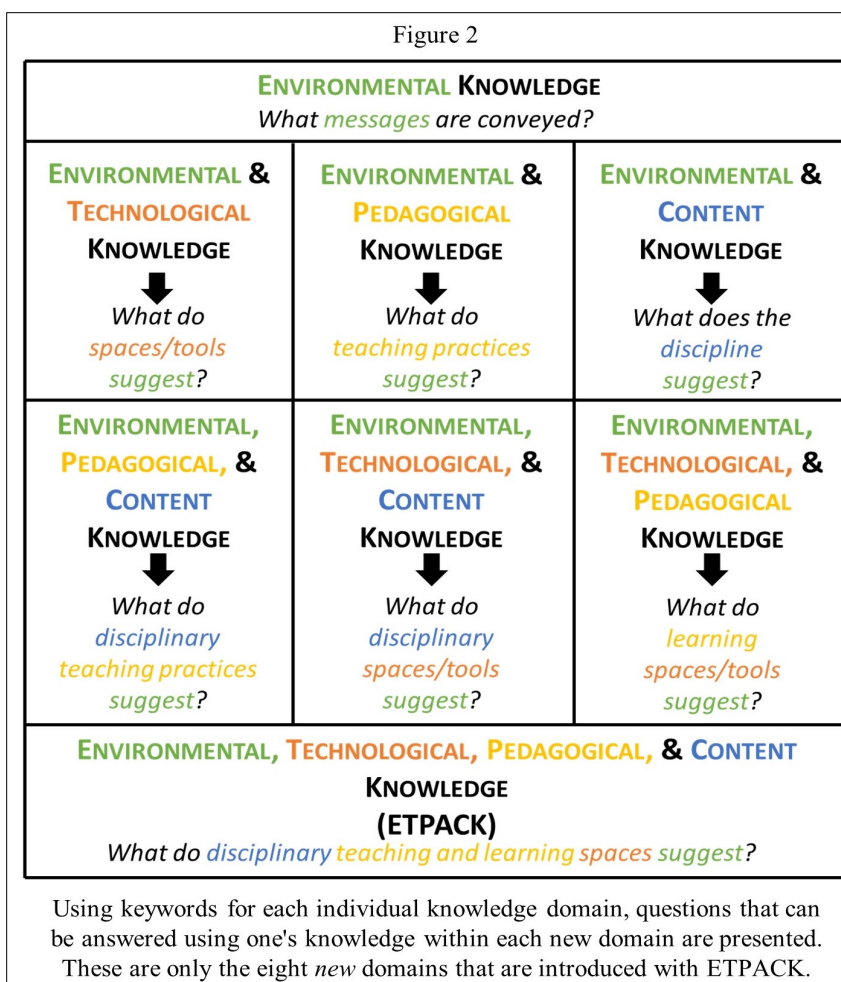 Figure 2
ENVIRONMENTAL KNOWLEDGE
What messages are conveyed?
ENVIRONMENTAL &
TECHNOLOGICAL
KNOWLEDGE
What do
spaces/tools
suggest?
ENVIRONMENTAL &
PEDAGOGICAL
KNOWLEDGE
What do
teaching practices
suggest?
ENVIRONMENTAL &
CONTENT
KNOWLEDGE
What does the
discipline
suggest?
ENVIRONMENTAL,
PEDAGOGICAL, &
CONTENT
KNOWLEDGE
What do
disciplinary
teaching practices
suggest?
ENVIRONMENTAL,
TECHNOLOGICAL, &
CONTENT
KNOWLEDGE
What do
disciplinary
spaces/tools
suggest?
ENVIRONMENTAL,
TECHNOLOGICAL, &
PEDAGOGICAL
KNOWLEDGE
What do
learning
spaces/tools
suggest?
ENVIRONMENTAL, TECHNOLOGICAL, PEDAGOGICAL, & CONTENT
KNOWLEDGE
(ETPACK)
What do disciplinary teaching and learning spaces suggest?
Using keywords for each individual knowledge domain, questions that can
be answered using one's knowledge within each new domain are presented.
These are only the eight new domains that are introduced with ETPACK.